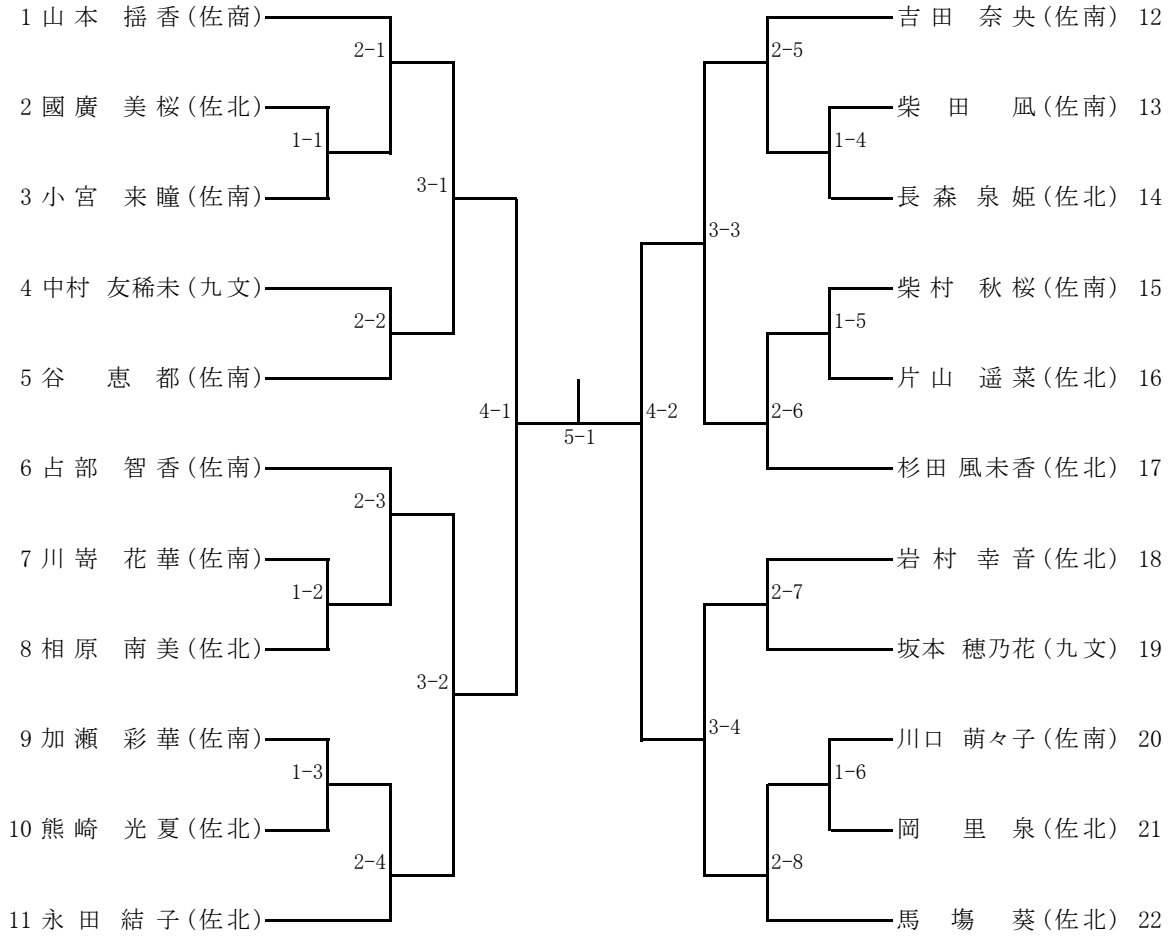 1 山本 揺香(佐商)
2-1
2 國廣 美桜(佐北)
1-1
3 小宮 来瞳(佐南)
3-1
4 中村 友稀未(九文)
2-2
5 谷 恵都(佐南)
4-1
6 占部 智香(佐南)
2-3
7 川嵜 花華(佐南)
1-2
8 相原 南美(佐北)
3-2
9 加瀬 彩華(佐南)
1-3
10 熊崎 光夏(佐北)
2-4
11 永田 結子(佐北)
5-1
吉田 奈央(佐南) 12
2-5
柴田 凪(佐南) 13
1-4
長森 泉姫(佐北) 14
3-3
柴村 秋桜(佐南) 15
1-5
片山 遥菜(佐北) 16
4-2
2-6
杉田 風未香(佐北) 17
岩村 幸音(佐北) 18
2-7
坂本 穂乃花(九文) 19
3-4
川口 萌々子(佐南) 20
1-6
岡 里泉(佐北) 21
2-8
馬塲 葵(佐北) 22